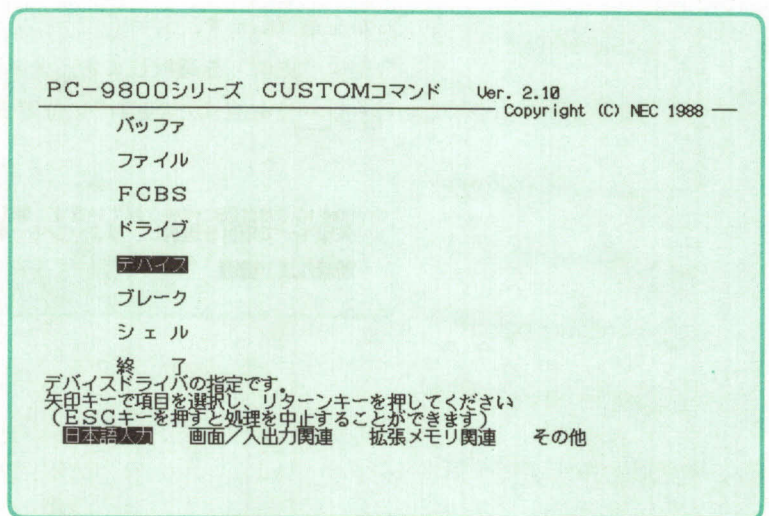 PC-9800シリーズ CUSTOMコマンド Ver. 2.10
Copyright (C) NEC 1988
バッファ
ファイル
FCBS
ドライブ
デバイス
ブレーク
シェル
終 了
デバイスドライバの指定です。
矢印キーで項目を選択し、リターンキーを押してください
(ESCキーを押すと処理を中止することができます)
日本語入力 画面/入出力関連 拡張メモリ関連 その他